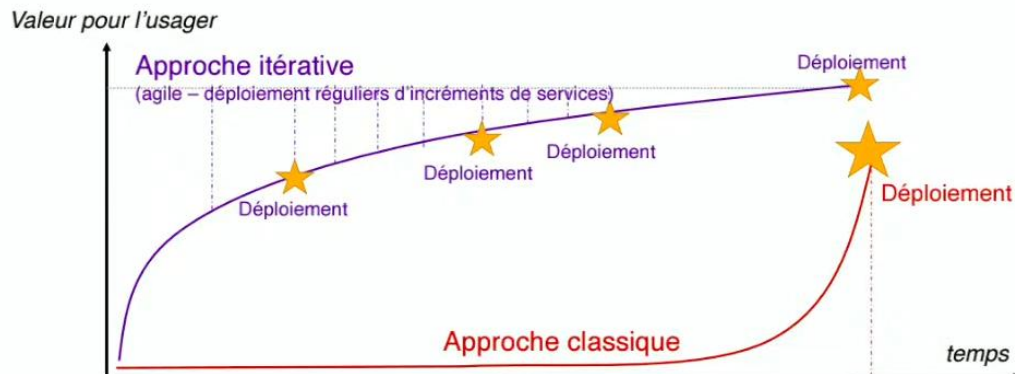 Valeur pour l'usager
Approche itérative
(agile – déploiement réguliers d'incréments de services)
Déploiement
Déploiement
Déploiement
Déploiement
Déploiement
Approche classique
temps